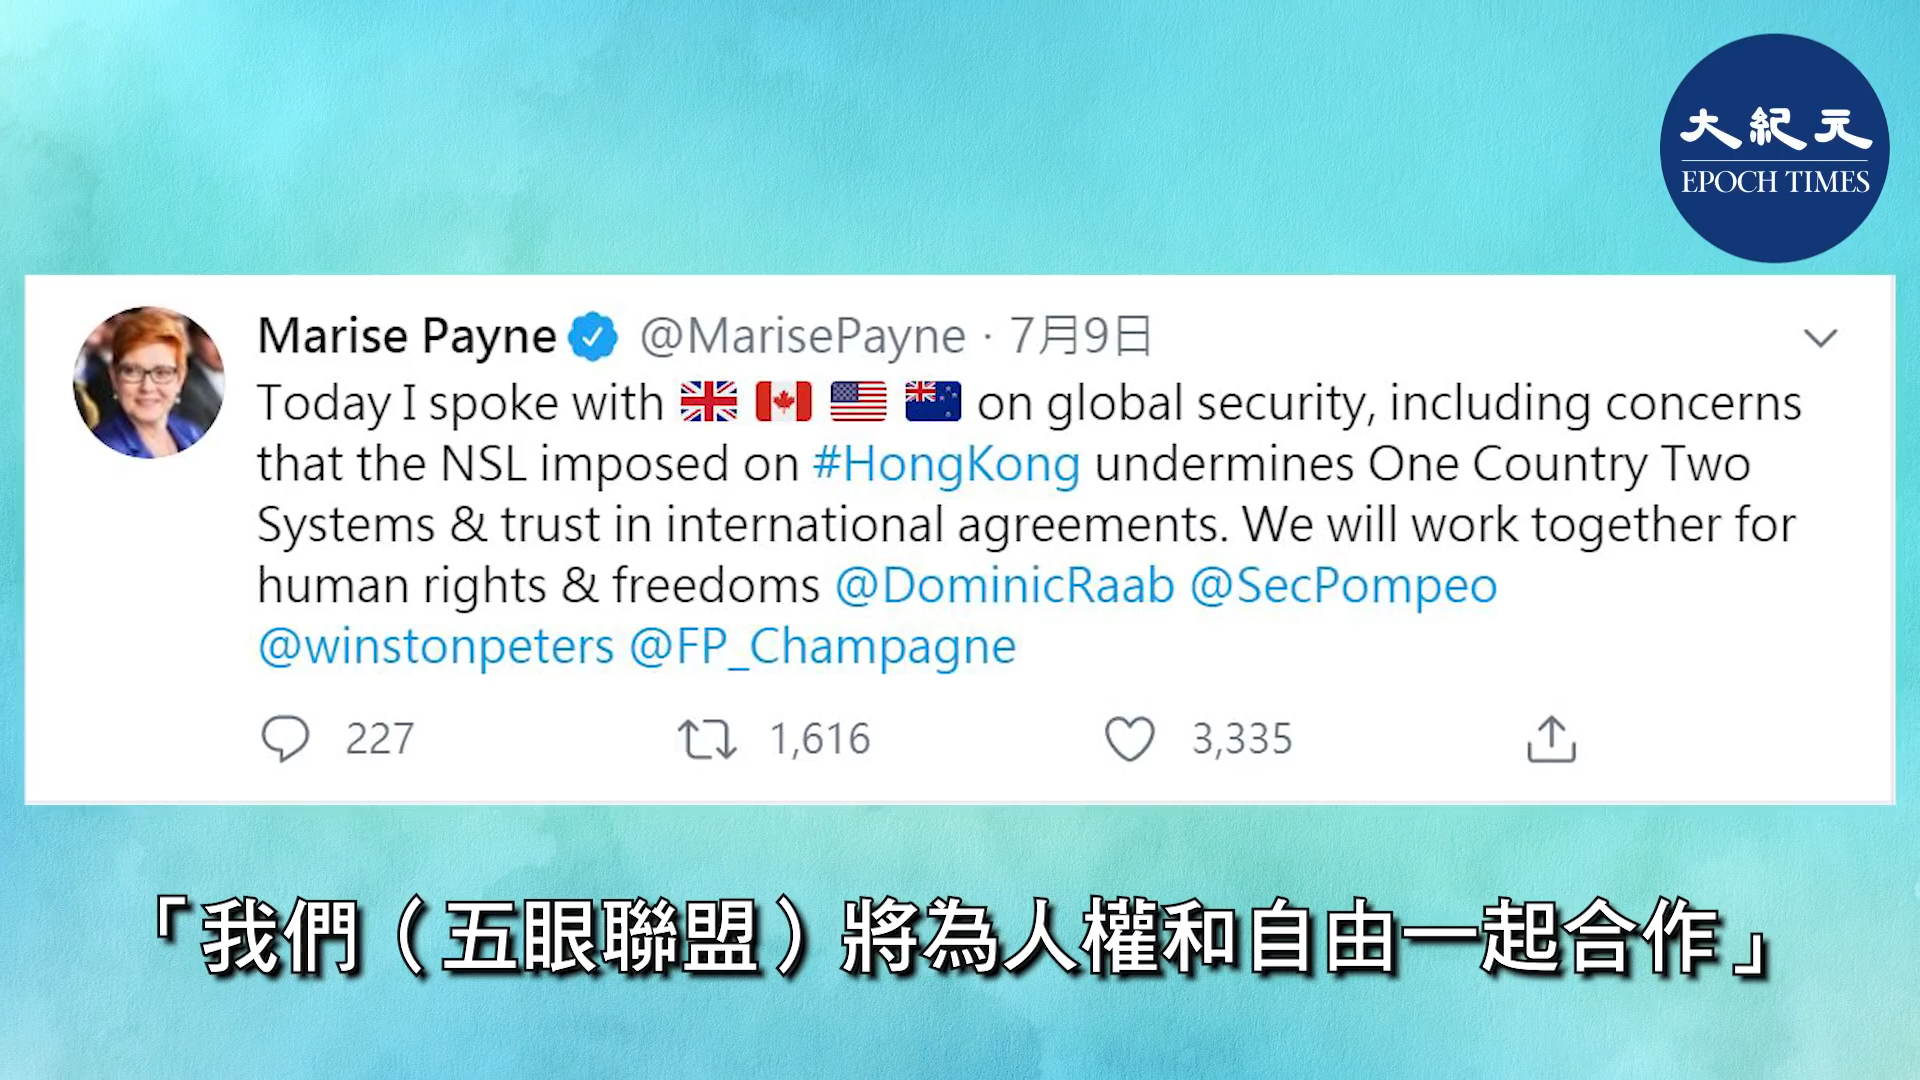 大紀元
EPOCH TIMES
Marise Payne @MarisePayne · 7月9日
Today I spoke with 🇬🇧 🇨🇦 🇺🇸 🇳🇿 on global security, including concerns
that the NSL imposed on #HongKong undermines One Country Two
Systems & trust in international agreements. We will work together for
human rights & freedoms @DominicRaab @SecPompeo
@winstonpeters @FP_Champagne
227 1,616 3,335
「我們（五眼聯盟）將為人權和自由一起合作」